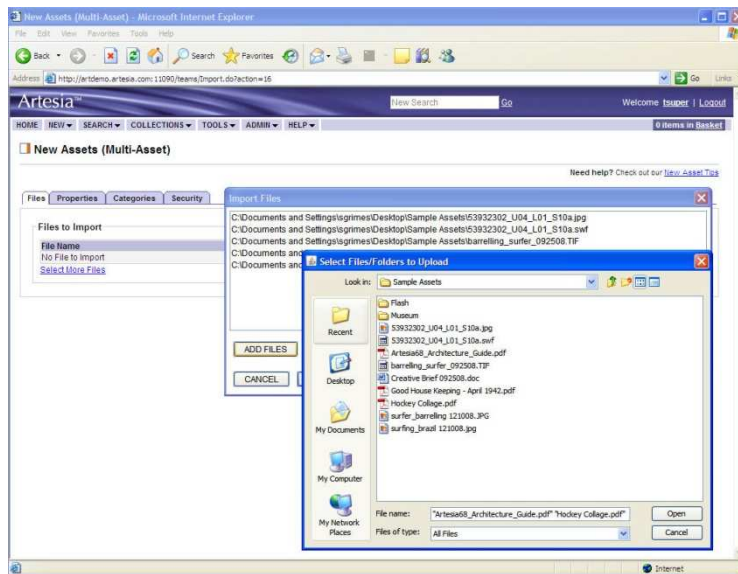 New Assets (Multi-Asset) - Microsoft Internet Explorer
File Edit View Favorites Tools Help
Back Search Favorites
Address http://artdemo.artesia.com:11090/teams/Import.do?action=16 Go Links
Artesia™ New Search Go Welcome tsuper | Logout
HOME NEW SEARCH COLLECTIONS TOOLS ADMIN HELP 0 items in Basket
New Assets (Multi-Asset)
Need help? Check out our New Asset Tips
Files Properties Categories Security
Files to Import
File Name
No File to Import
Select More Files
Import Files
C:\Documents and Settings\sgrimes\Desktop\Sample Assets\53932302_U04_L01_S10a.jpg
C:\Documents and Settings\sgrimes\Desktop\Sample Assets\53932302_U04_L01_S10a.swf
C:\Documents and Settings\sgrimes\Desktop\Sample Assets\barrelling_surfer_092508.TIF
C:\Documents and
C:\Documents and
ADD FILES
CANCEL
Select Files/Folders to Upload
Look in: Sample Assets
Recent
Desktop
My Documents
My Computer
My Network Places
Flash
Museum
53932302_U04_L01_S10a.jpg
53932302_U04_L01_S10a.swf
Artesia68_Architecture_Guide.pdf
barrelling_surfer_092508.TIF
Creative Brief 092508.doc
Good House Keeping - April 1942.pdf
Hockey Collage.pdf
surfer_barrelling 121008.JPG
surfing_brazil 121008.jpg
File name: "Artesia68_Architecture_Guide.pdf" "Hockey Collage.pdf" Open
Files of type: All Files Cancel
Internet